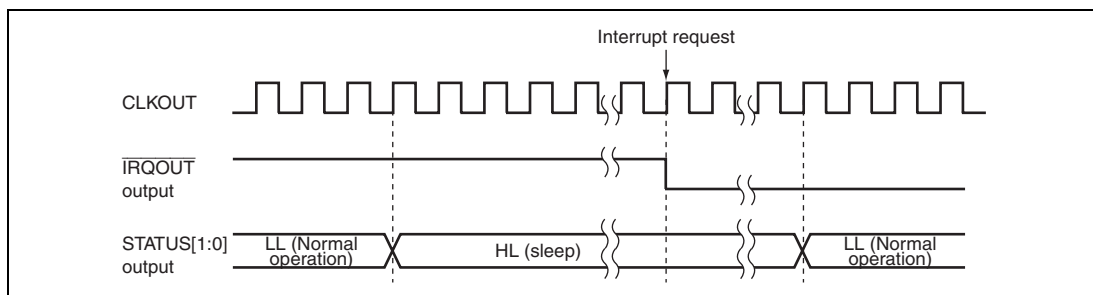 Interrupt request
CLKOUT
IRQOUT
output
STATUS[1:0]
output
LL (Normal
operation)
HL (sleep)
LL (Normal
operation)